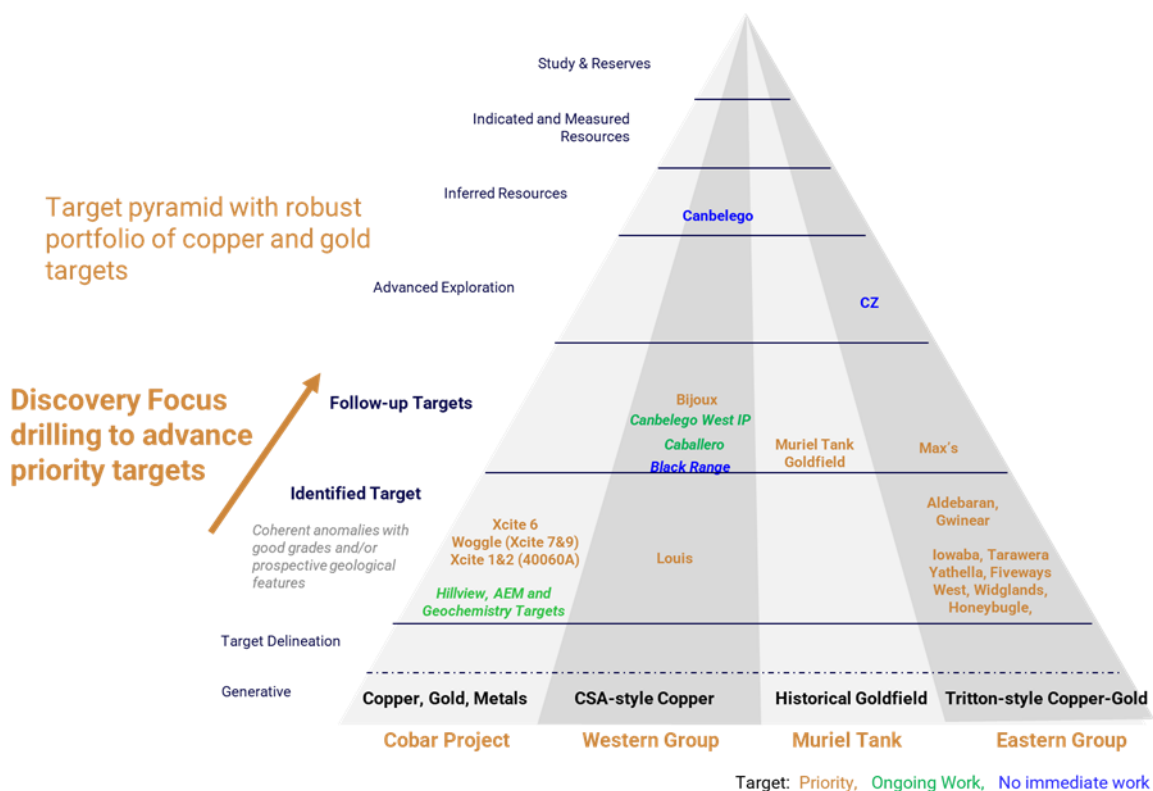 Study & Reserves
Indicated and Measured
Resources
Inferred Resources
Target pyramid with robust
portfolio of copper and gold
targets
Canbelego
Advanced Exploration
CZ
Discovery Focus
drilling to advance
priority targets
Follow-up Targets
Bijoux
Canbelego West IP
Caballero
Black Range
Muriel Tank
Goldfield
Max's
Identified Target
Coherent anomalies with
good grades and/or
prospective geological
features
Xcite 6
Woggle (Xcite 7&9)
Xcite 1&2 (40060A)
Hillview, AEM and
Geochemistry Targets
Louis
Aldebaran,
Gwinear
Iowaba, Tarawera
Yathella, Fiveways
West, Widglands,
Honeybugle,
Target Delineation
Generative
Copper, Gold, Metals
CSA-style Copper
Historical Goldfield
Tritton-style Copper-Gold
Cobar Project
Western Group
Muriel Tank
Eastern Group
Target: Priority, Ongoing Work, No immediate work